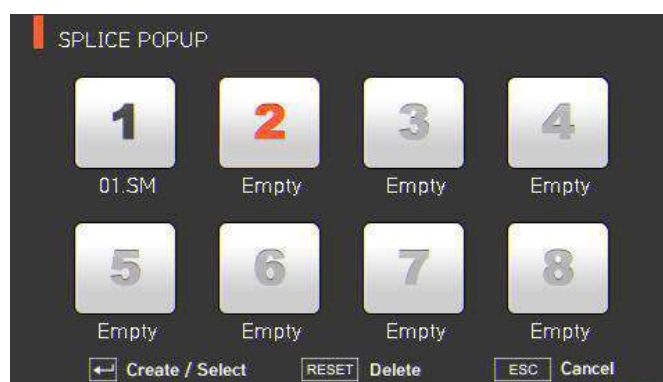 SPLICE POPUP
1 2 3 4
01.SM Empty Empty Empty
5 6 7 8
Empty Empty Empty Empty
Create / Select RESET Delete ESC Cancel